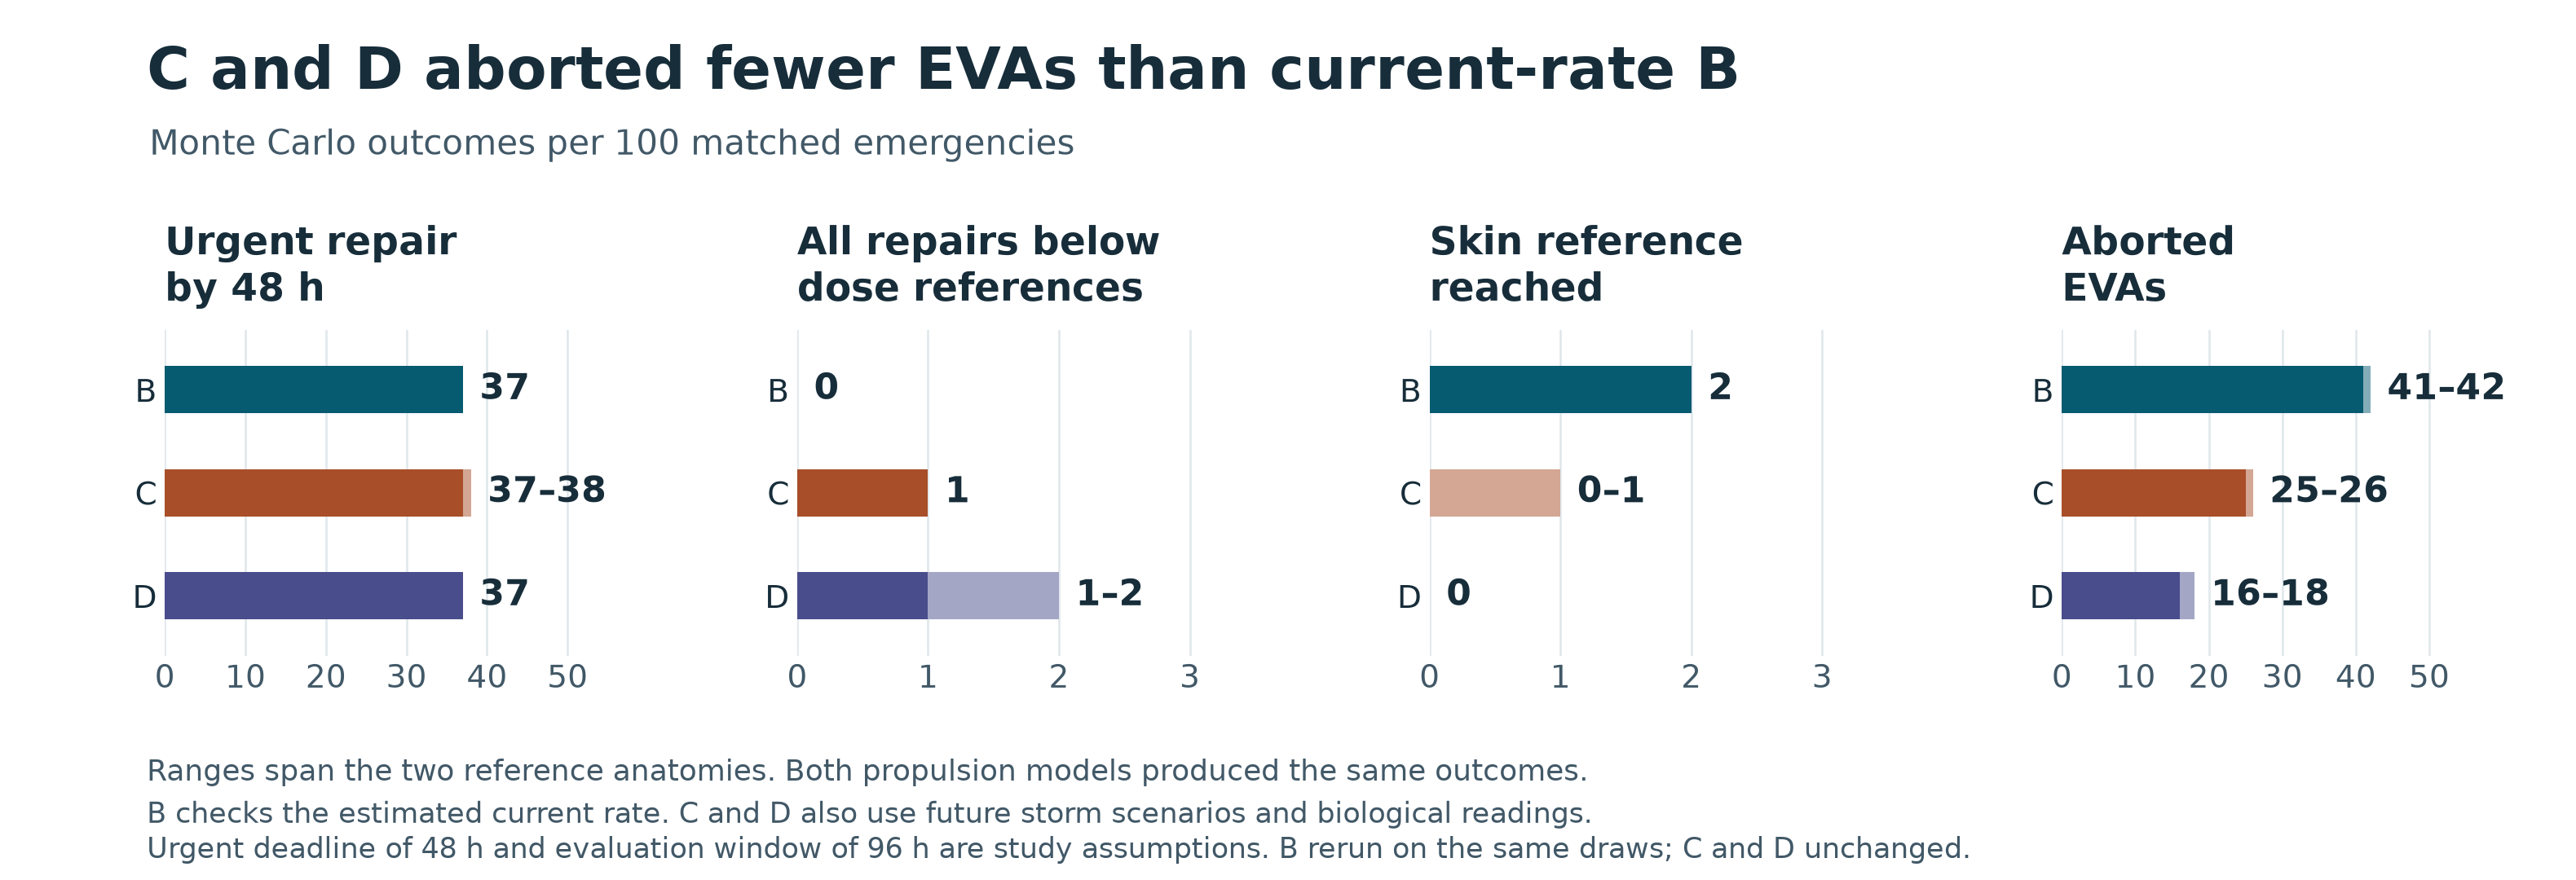 C and D aborted fewer EVAs than current-rate B
Monte Carlo outcomes per 100 matched emergencies
Urgent repair
by 48 h
B
37
C
37–38
D
37
0 10 20 30 40 50
All repairs below
dose references
B
0
C
1
D
1–2
0 1 2 3
Skin reference
reached
B
2
C
0–1
D
0
0 1 2 3
Aborted
EVAs
B
41–42
C
25–26
D
16–18
0 10 20 30 40 50
Ranges span the two reference anatomies. Both propulsion models produced the same outcomes.
B checks the estimated current rate. C and D also use future storm scenarios and biological readings.
Urgent deadline of 48 h and evaluation window of 96 h are study assumptions. B rerun on the same draws; C and D unchanged.